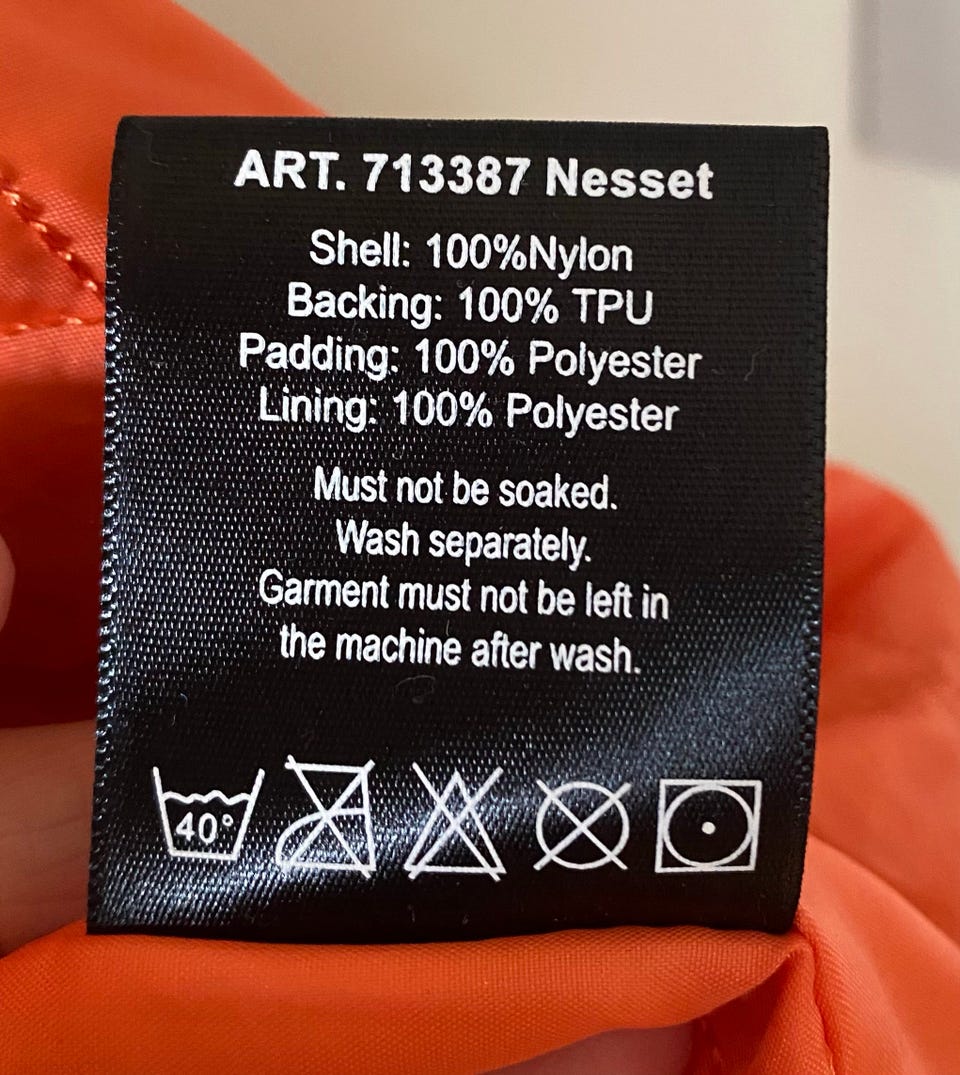 ART. 713387 Nesset
Shell: 100%Nylon
Backing: 100% TPU
Padding: 100% Polyester
Lining: 100% Polyester
Must not be soaked.
Wash separately.
Garment must not be left in
the machine after wash.
40°